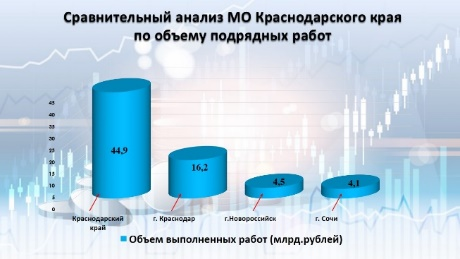 Сравнительный анализ МО Краснодарского края
по объему подрядных работ
45
40
35
30
25
20
15
10
5
0
44,9
16,2
4,5
4,1
Краснодарский
край
г. Краснодар
г.Новороссийск
г. Сочи
Объем выполненных работ (млрд.рублей)